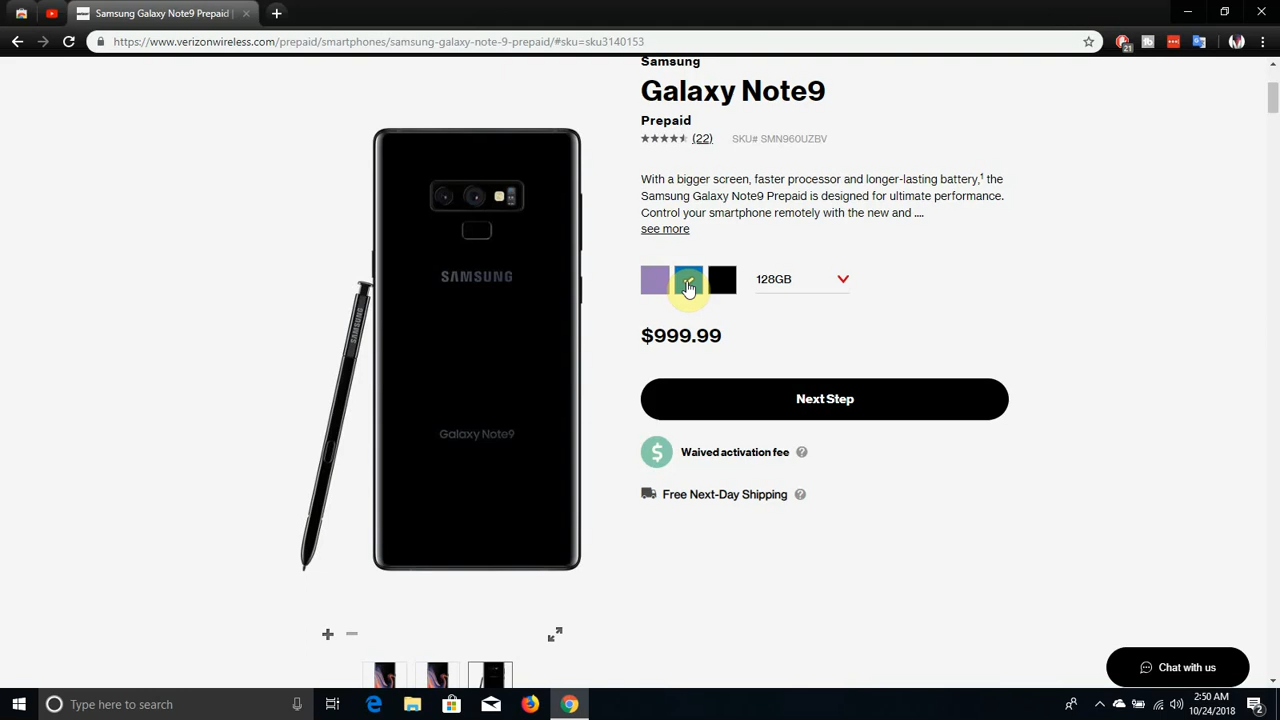 Samsung Galaxy Note9 Prepaid |
https://www.verizonwireless.com/prepaid/smartphones/samsung-galaxy-note-9-prepaid/#sku=sku3140153
21
Samsung
Galaxy Note9
Prepaid
(22) SKU# SMN960UZBV
With a bigger screen, faster processor and longer-lasting battery,¹ the
Samsung Galaxy Note9 Prepaid is designed for ultimate performance.
Control your smartphone remotely with the new and ....
see more
128GB
$999.99
Next Step
$ Waived activation fee ?
Free Next-Day Shipping ?
SAMSUNG
SAMSUNG
Galaxy Note9
Chat with us
Type here to search
2:50 AM
10/24/2018
2